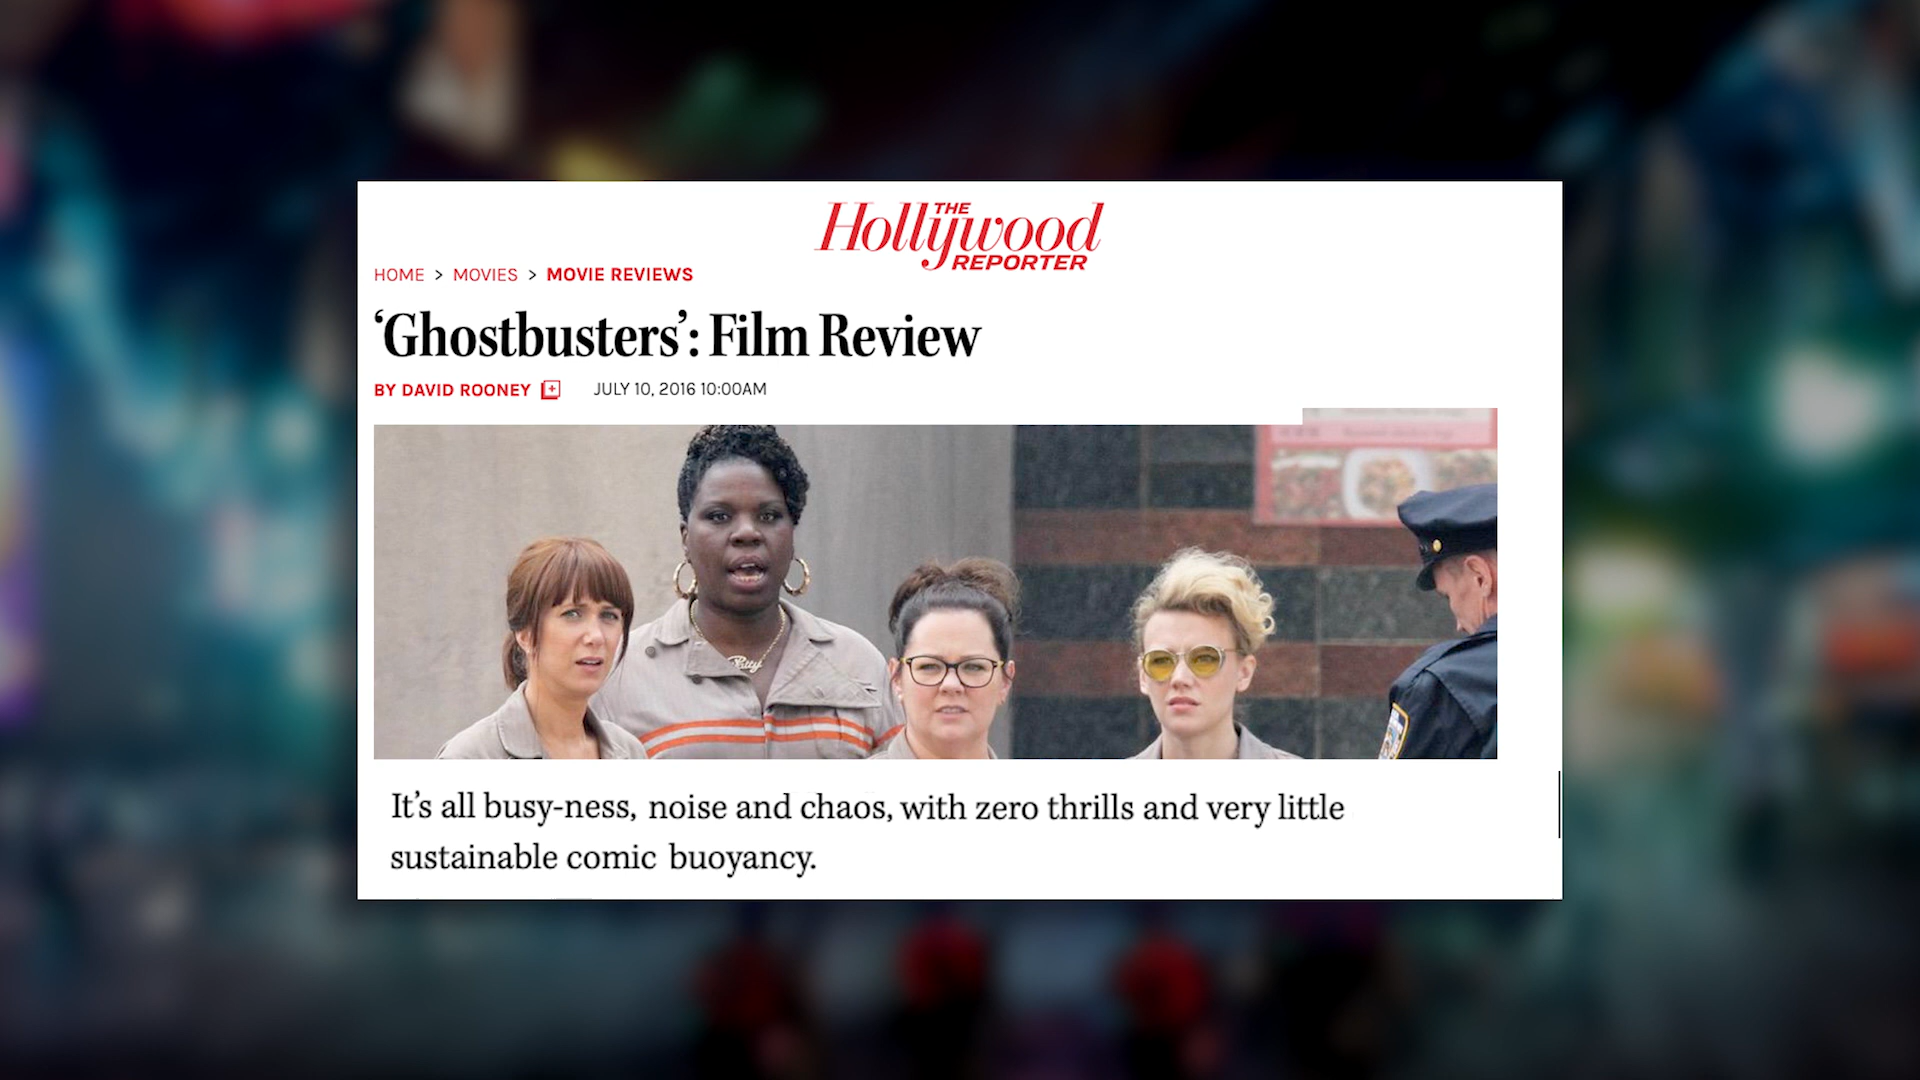 THE
Hollywood
REPORTER
HOME > MOVIES > MOVIE REVIEWS
‘Ghostbusters’: Film Review
BY DAVID ROONEY JULY 10, 2016 10:00AM
Patty
It’s all busy-ness, noise and chaos, with zero thrills and very little
sustainable comic buoyancy.